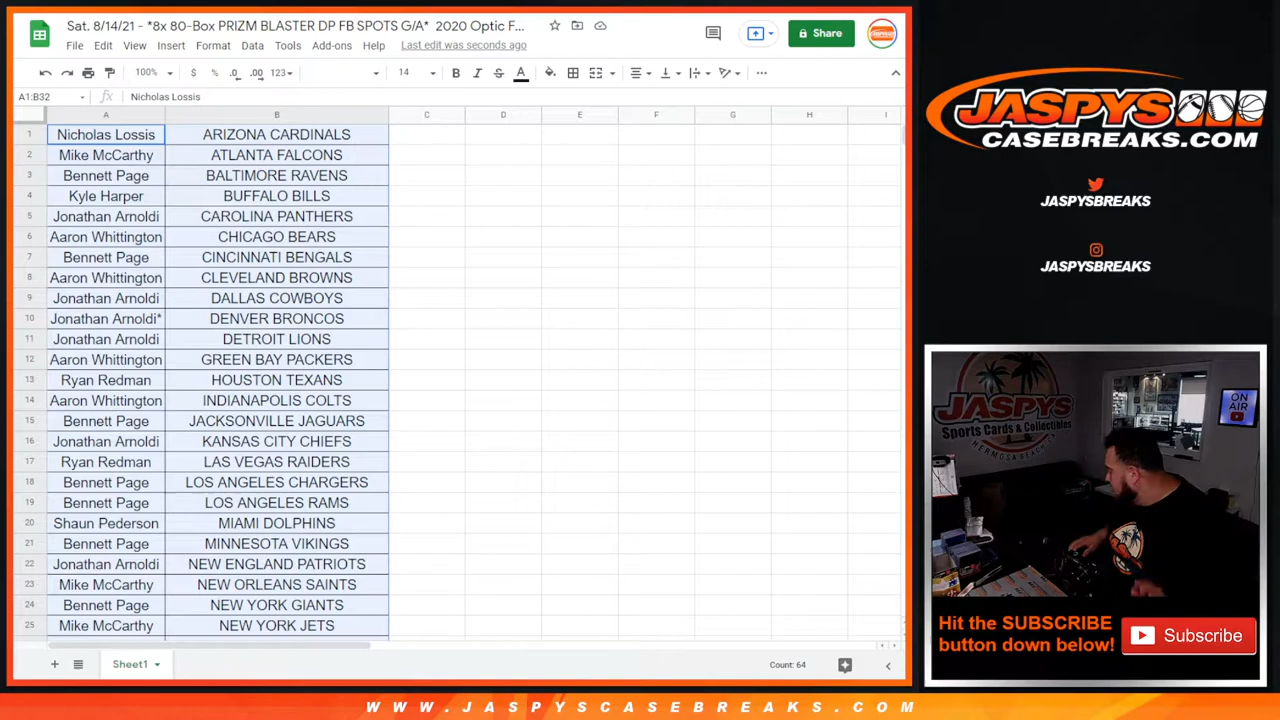 Sat. 8/14/21 - *8x 80-Box PRIZM BLASTER DP FB SPOTS G/A* 2020 Optic F...
File Edit View Insert Format Data Tools Add-ons Help Last edit was seconds ago
Share
100% $ % .0 .00 123 14 B I S A
A1:B32 fx Nicholas Lossis
A B C D E F G H I
1 Nicholas Lossis ARIZONA CARDINALS
2 Mike McCarthy ATLANTA FALCONS
3 Bennett Page BALTIMORE RAVENS
4 Kyle Harper BUFFALO BILLS
5 Jonathan Arnoldi CAROLINA PANTHERS
6 Aaron Whittington CHICAGO BEARS
7 Bennett Page CINCINNATI BENGALS
8 Aaron Whittington CLEVELAND BROWNS
9 Jonathan Arnoldi DALLAS COWBOYS
10 Jonathan Arnoldi* DENVER BRONCOS
11 Jonathan Arnoldi DETROIT LIONS
12 Aaron Whittington GREEN BAY PACKERS
13 Ryan Redman HOUSTON TEXANS
14 Aaron Whittington INDIANAPOLIS COLTS
15 Bennett Page JACKSONVILLE JAGUARS
16 Jonathan Arnoldi KANSAS CITY CHIEFS
17 Ryan Redman LAS VEGAS RAIDERS
18 Bennett Page LOS ANGELES CHARGERS
19 Bennett Page LOS ANGELES RAMS
20 Shaun Pederson MIAMI DOLPHINS
21 Bennett Page MINNESOTA VIKINGS
22 Jonathan Arnoldi NEW ENGLAND PATRIOTS
23 Mike McCarthy NEW ORLEANS SAINTS
24 Bennett Page NEW YORK GIANTS
25 Mike McCarthy NEW YORK JETS
Sheet1
Count: 64
JASPYS
CASEBREAKS.COM
JASPYSBREAKS
JASPYSBREAKS
JASPYS
Sports Cards & Collectibles
HERMOSA BEACH
ON
AIR
Hit the SUBSCRIBE
button down below!
Subscribe
WWW.JASPYSCASEBREAKS.COM